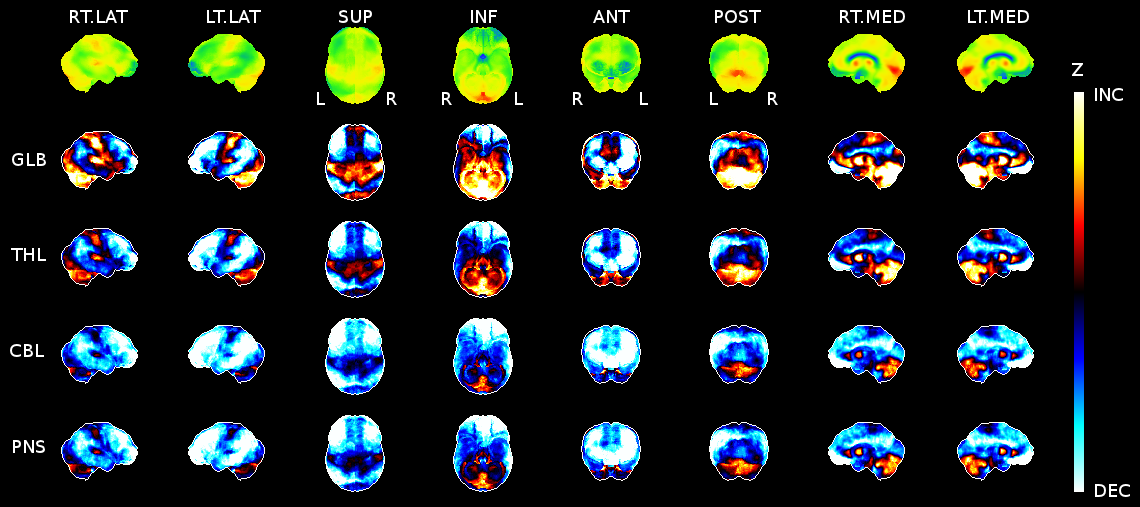 RT.LAT LT.LAT SUP INF ANT POST RT.MED LT.MED
L R R L R L L R
Z
INC
GLB
THL
CBL
PNS
DEC